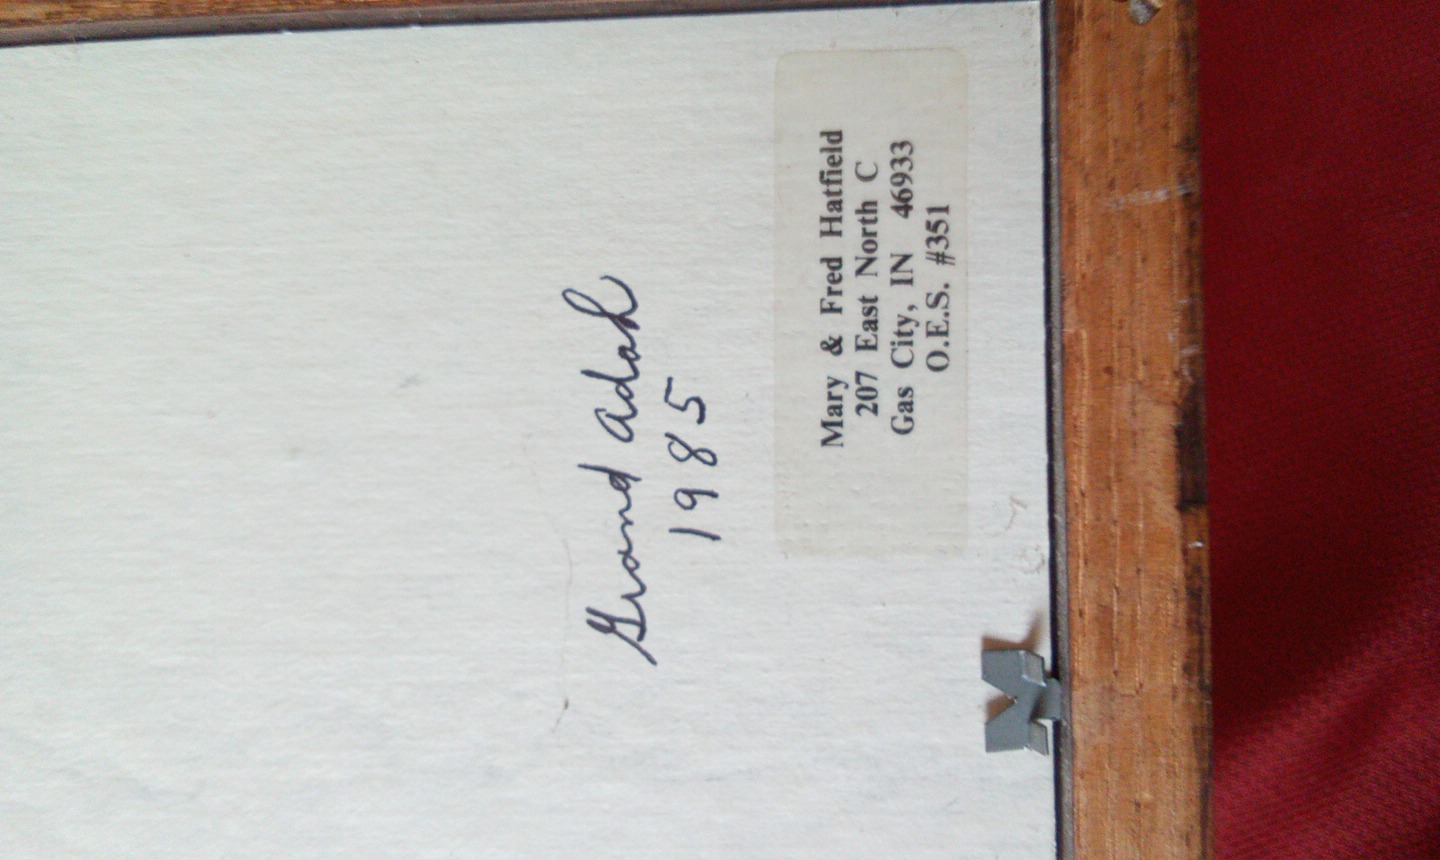 Grand Adah
1985
Mary & Fred Hatfield
207 East North C
Gas City, IN 46933
O.E.S. #351